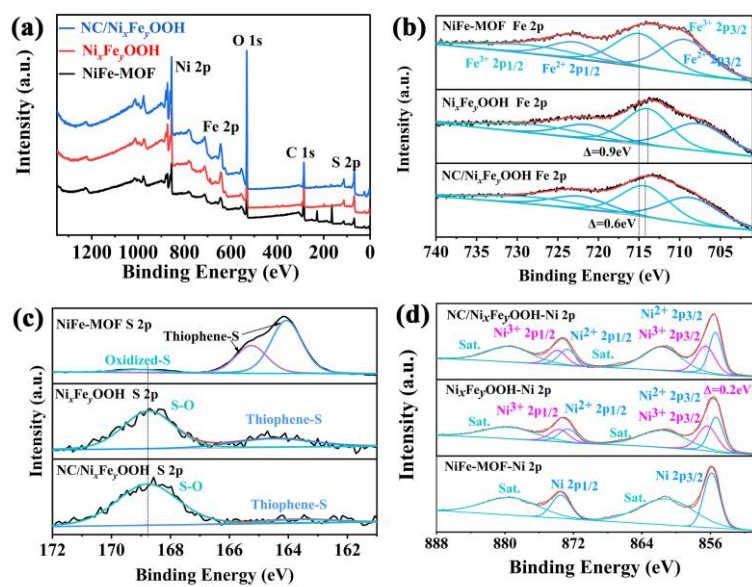 (a)
NC/NixFeyOOH
NixFeyOOH
NiFe-MOF
O 1s
Ni 2p
Fe 2p
C 1s
S 2p
Intensity (a.u.)
1200 1000 800 600 400 200 0
Binding Energy (eV)
(b)
NiFe-MOF Fe 2p
Fe³⁺ 2p3/2
Fe³⁺ 2p1/2
Fe²⁺ 2p1/2
Fe²⁺ 2p3/2
NixFeyOOH Fe 2p
Δ=0.9eV
NC/NixFeyOOH Fe 2p
Δ=0.6eV
Intensity (a.u.)
740 735 730 725 720 715 710 705
Binding Energy (eV)
(c)
NiFe-MOF S 2p
Thiophene-S
Oxidized-S
NixFeyOOH S 2p
S-O
Thiophene-S
NC/NixFeyOOH S 2p
S-O
Thiophene-S
Intensity (a.u.)
172 170 168 166 164 162
Binding Energy (eV)
(d)
NC/NixFeyOOH-Ni 2p
Ni²⁺ 2p3/2
Ni³⁺ 2p1/2 Ni²⁺ 2p1/2 Ni³⁺ 2p3/2
Sat.
Sat.
NixFeyOOH-Ni 2p
Δ=0.2eV
Ni²⁺ 2p3/2
Ni³⁺ 2p1/2 Ni²⁺ 2p1/2 Ni³⁺ 2p3/2
Sat.
Sat.
NiFe-MOF-Ni 2p
Ni 2p3/2
Sat.
Ni 2p1/2
Sat.
Intensity (a.u.)
888 880 872 864 856
Binding Energy (eV)